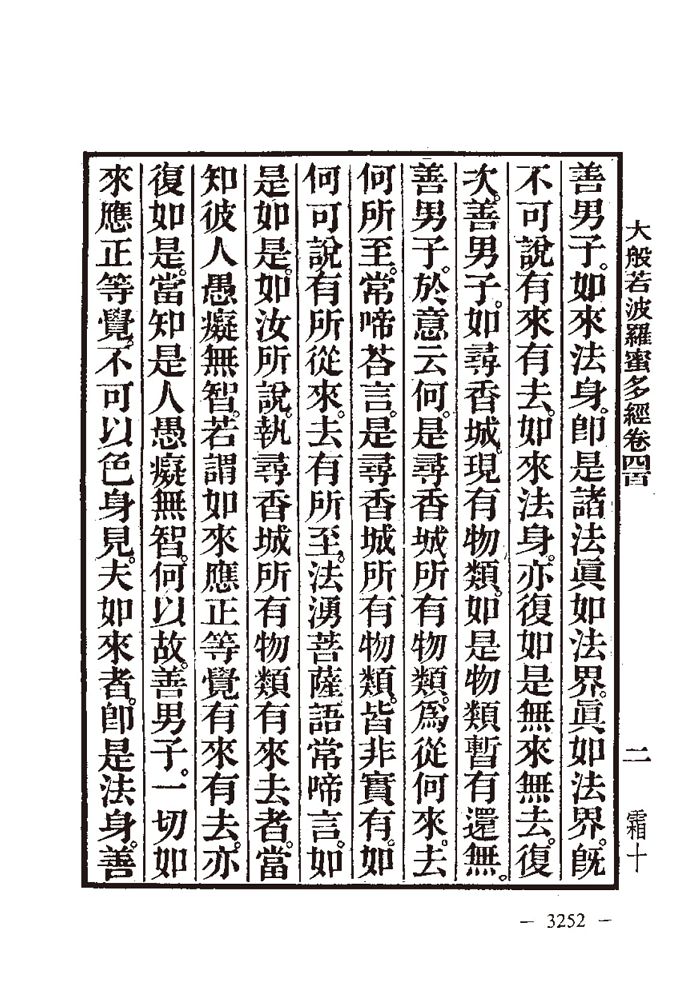 大般若波羅蜜多經卷四百
二
霜十
善男子。如來法身。卽是諸法眞如法界。眞如法界。旣
不可說有來有去。如來法身。亦復如是無來無去。復
次。善男子。如尋香城。現有物類。如是物類暫有還無。
善男子。於意云何。是尋香城所有物類。爲從何來。去
何所至。常啼荅言。是尋香城所有物類。皆非實有。如
何可說有所從來。去有所至。法湧菩薩語常啼言。如
是如是。如汝所說。執尋香城所有物類有來去者。當
知彼人愚癡無智。若謂如來應正等覺有來有去。亦
復如是。當知是人愚癡無智。何以故。善男子。一切如
來應正等覺。不可以色身見。夫如來者。卽是法身。善
— 3252 —